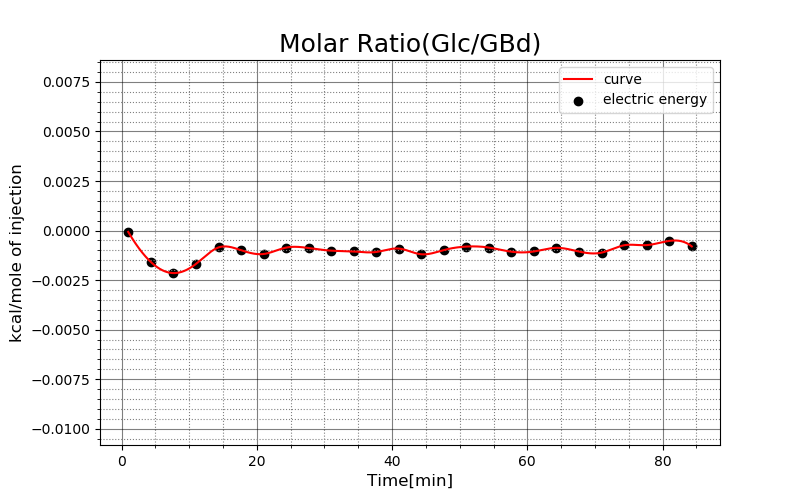 Molar Ratio(Glc/GBd)
curve
electric energy
kcal/mole of injection
0.0075
0.0050
0.0025
0.0000
−0.0025
−0.0050
−0.0075
−0.0100
0 20 40 60 80
Time[min]